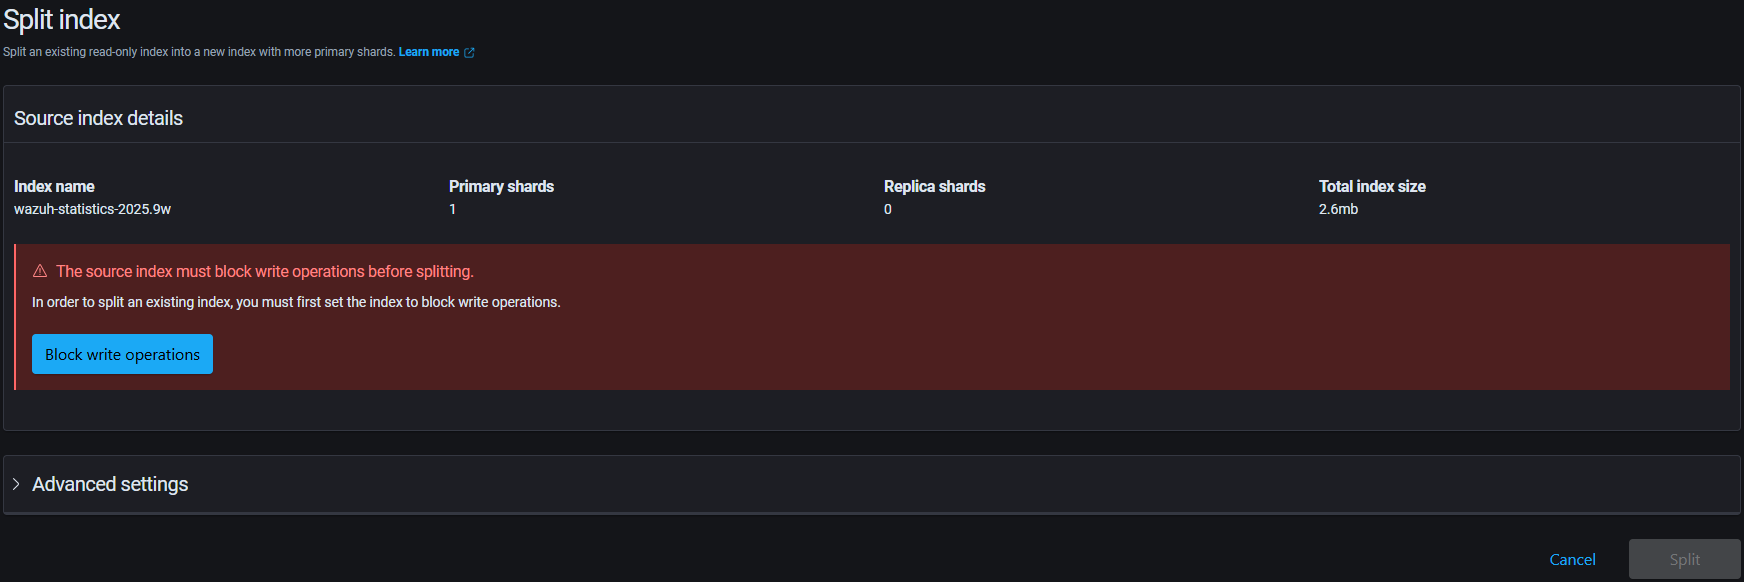 Split index
Split an existing read-only index into a new index with more primary shards. Learn more
Source index details
Index name
wazuh-statistics-2025.9w
Primary shards
1
Replica shards
0
Total index size
2.6mb
The source index must block write operations before splitting.
In order to split an existing index, you must first set the index to block write operations.
Block write operations
Advanced settings
Cancel
Split